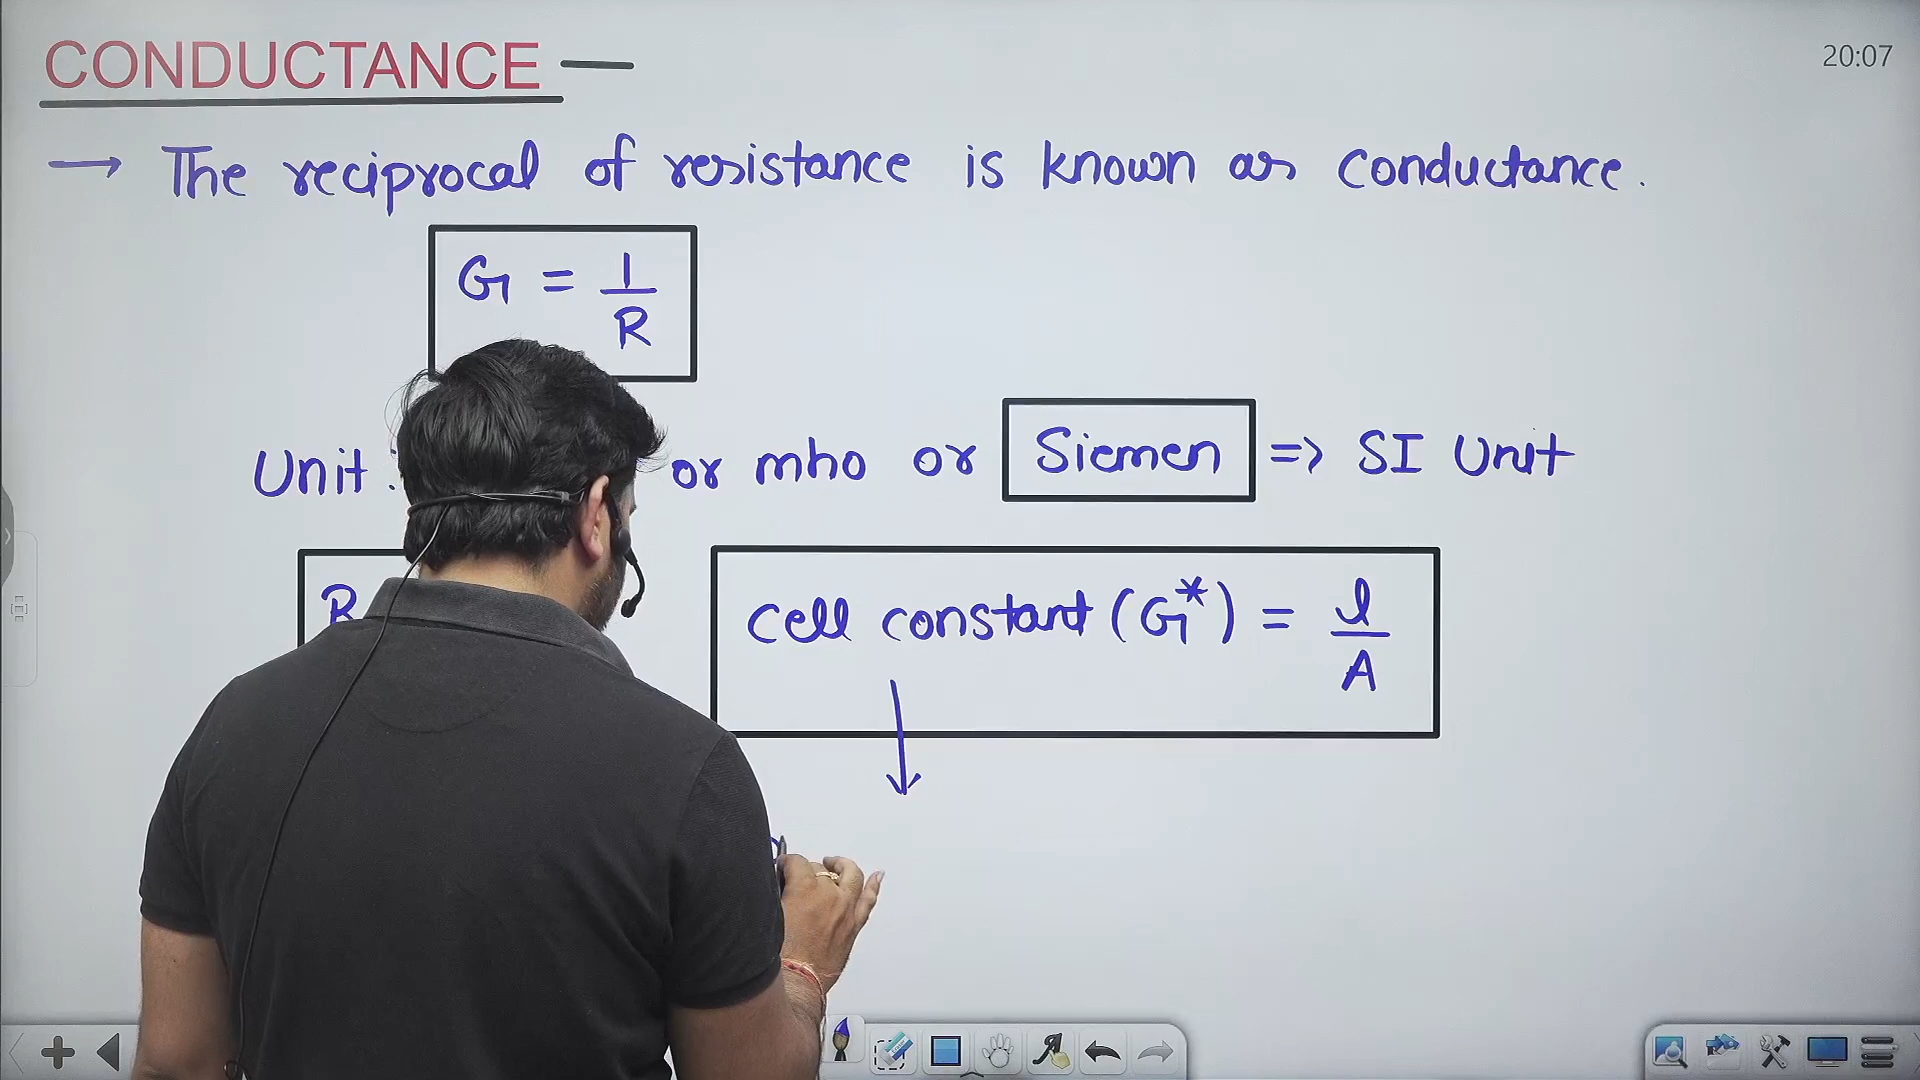 CONDUCTANCE —
20:07
→ The reciprocal of resistance is known as conductance.
G = 1/R
Unit : or mho or Siemen => SI Unit
R
cell constant (G*) = l/A